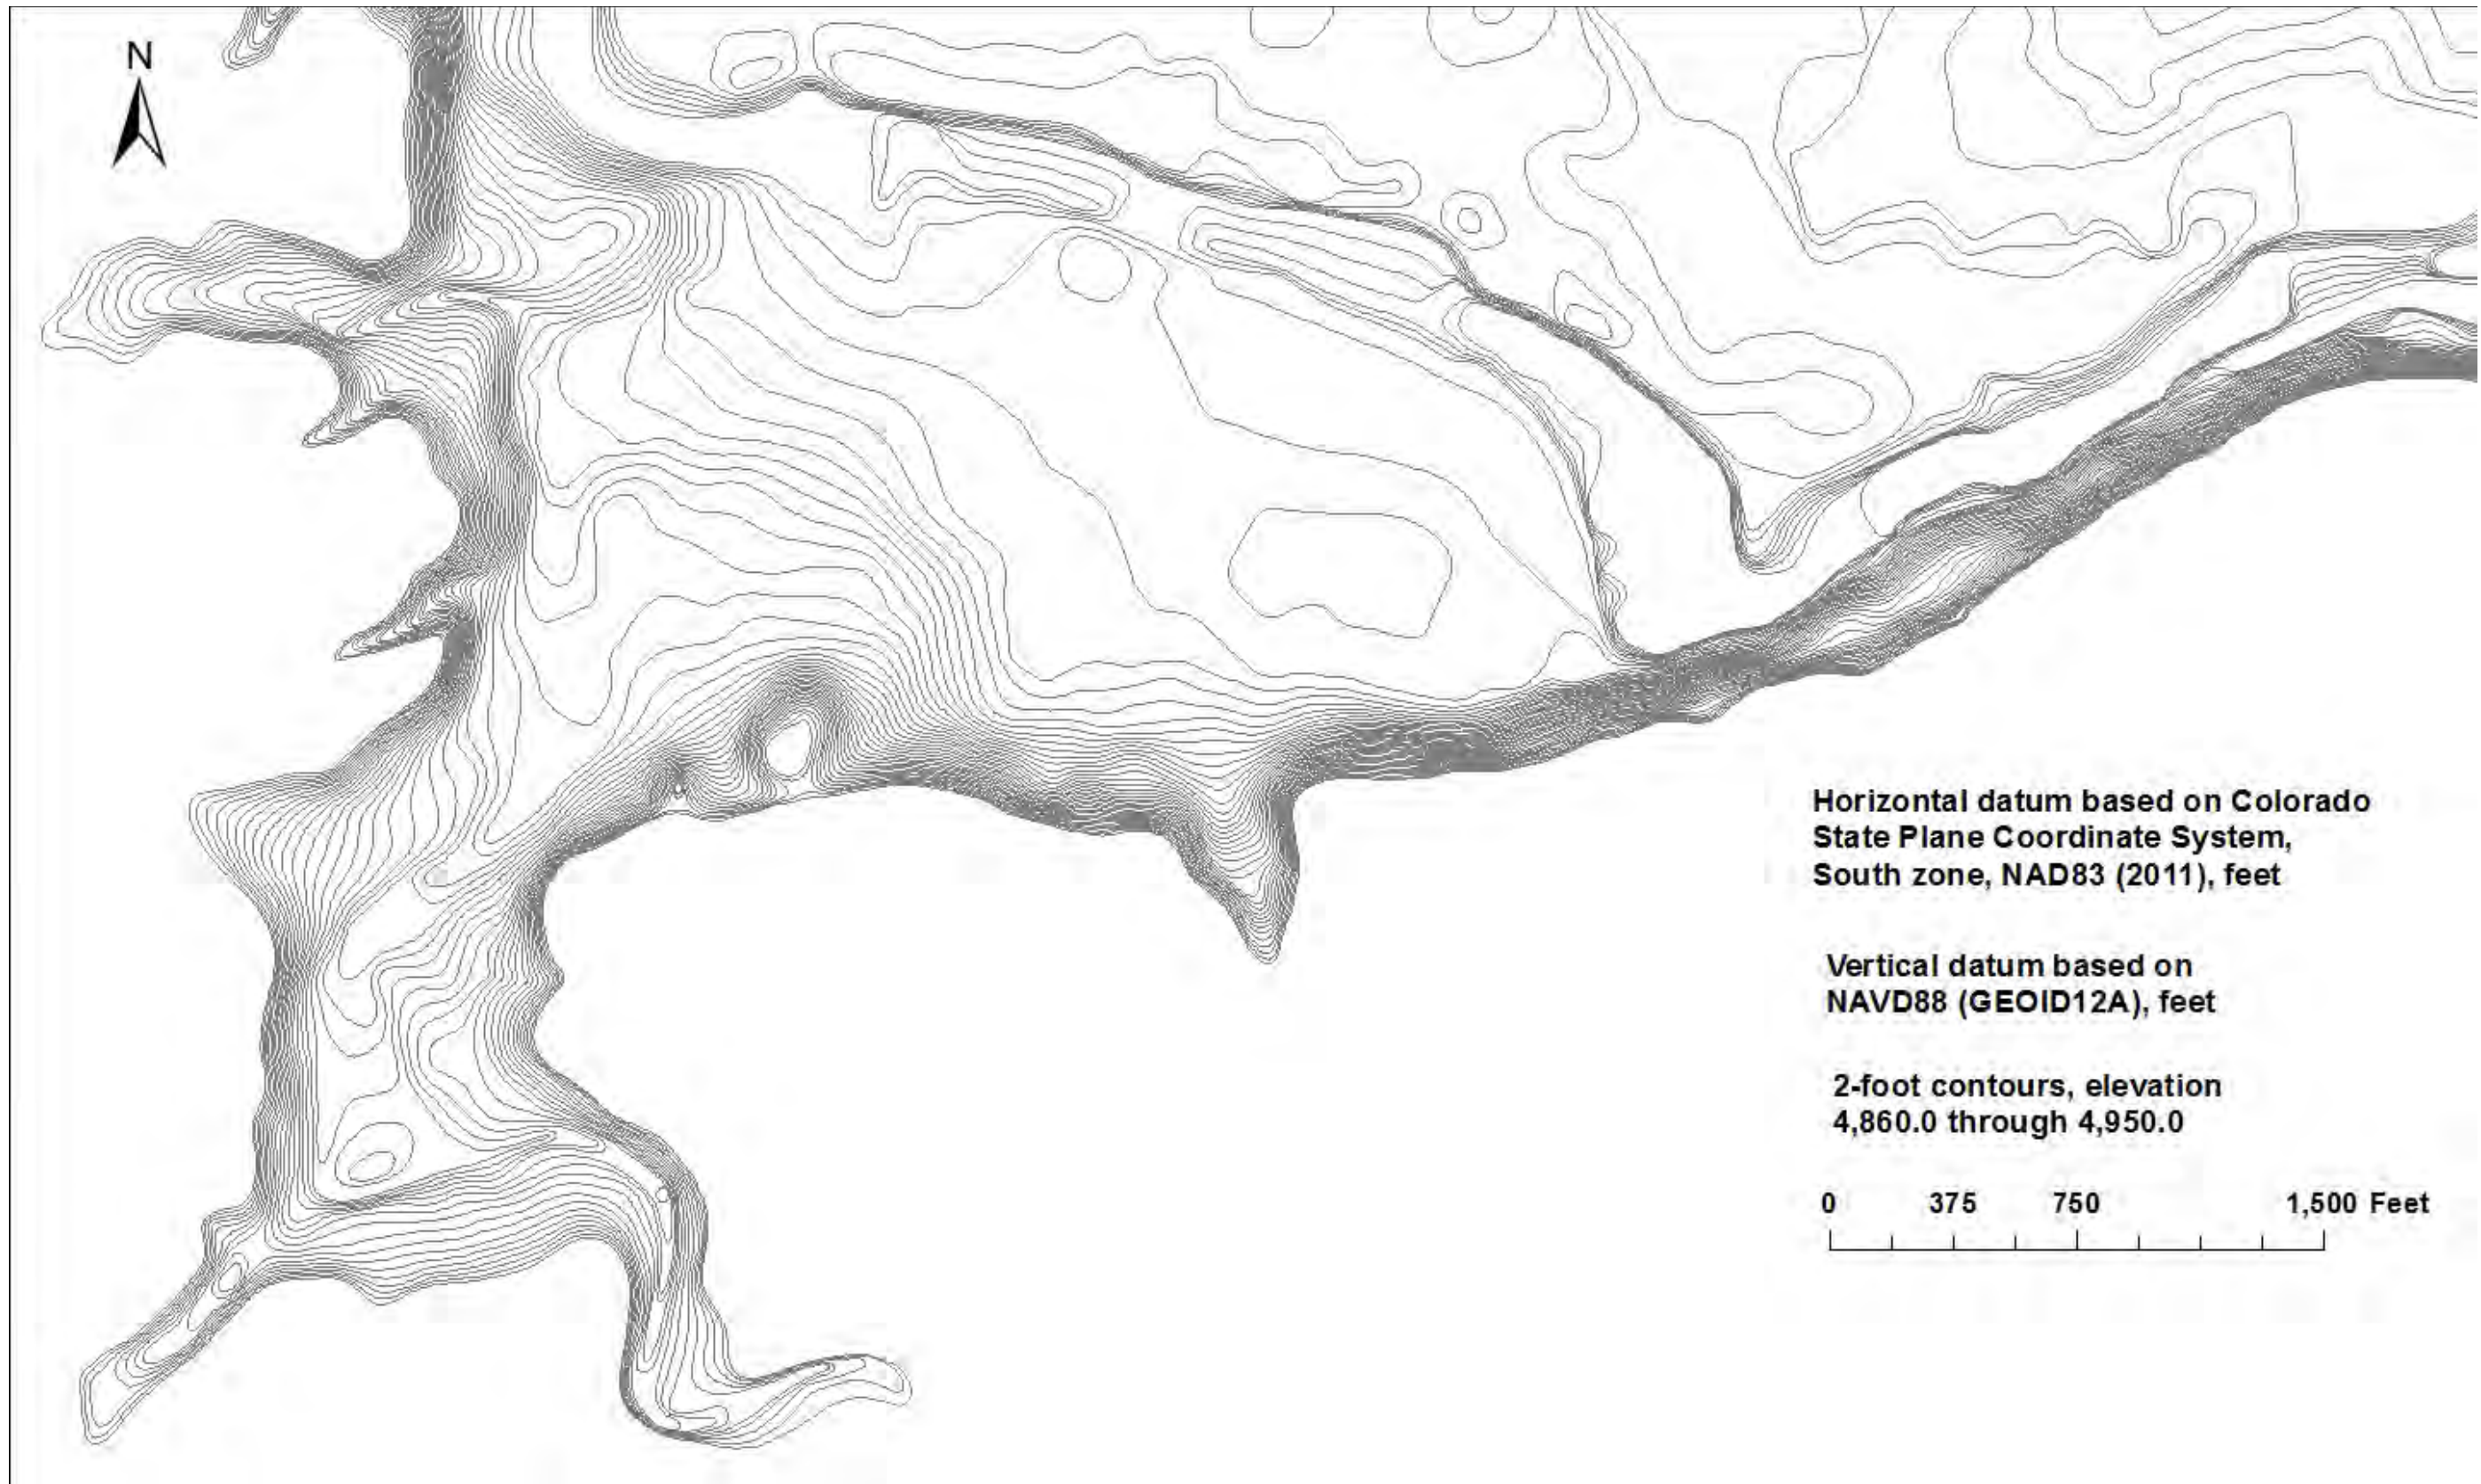 N
Horizontal datum based on Colorado
State Plane Coordinate System,
South zone, NAD83 (2011), feet
Vertical datum based on
NAVD88 (GEOID12A), feet
2-foot contours, elevation
4,860.0 through 4,950.0
0 375 750 1,500 Feet